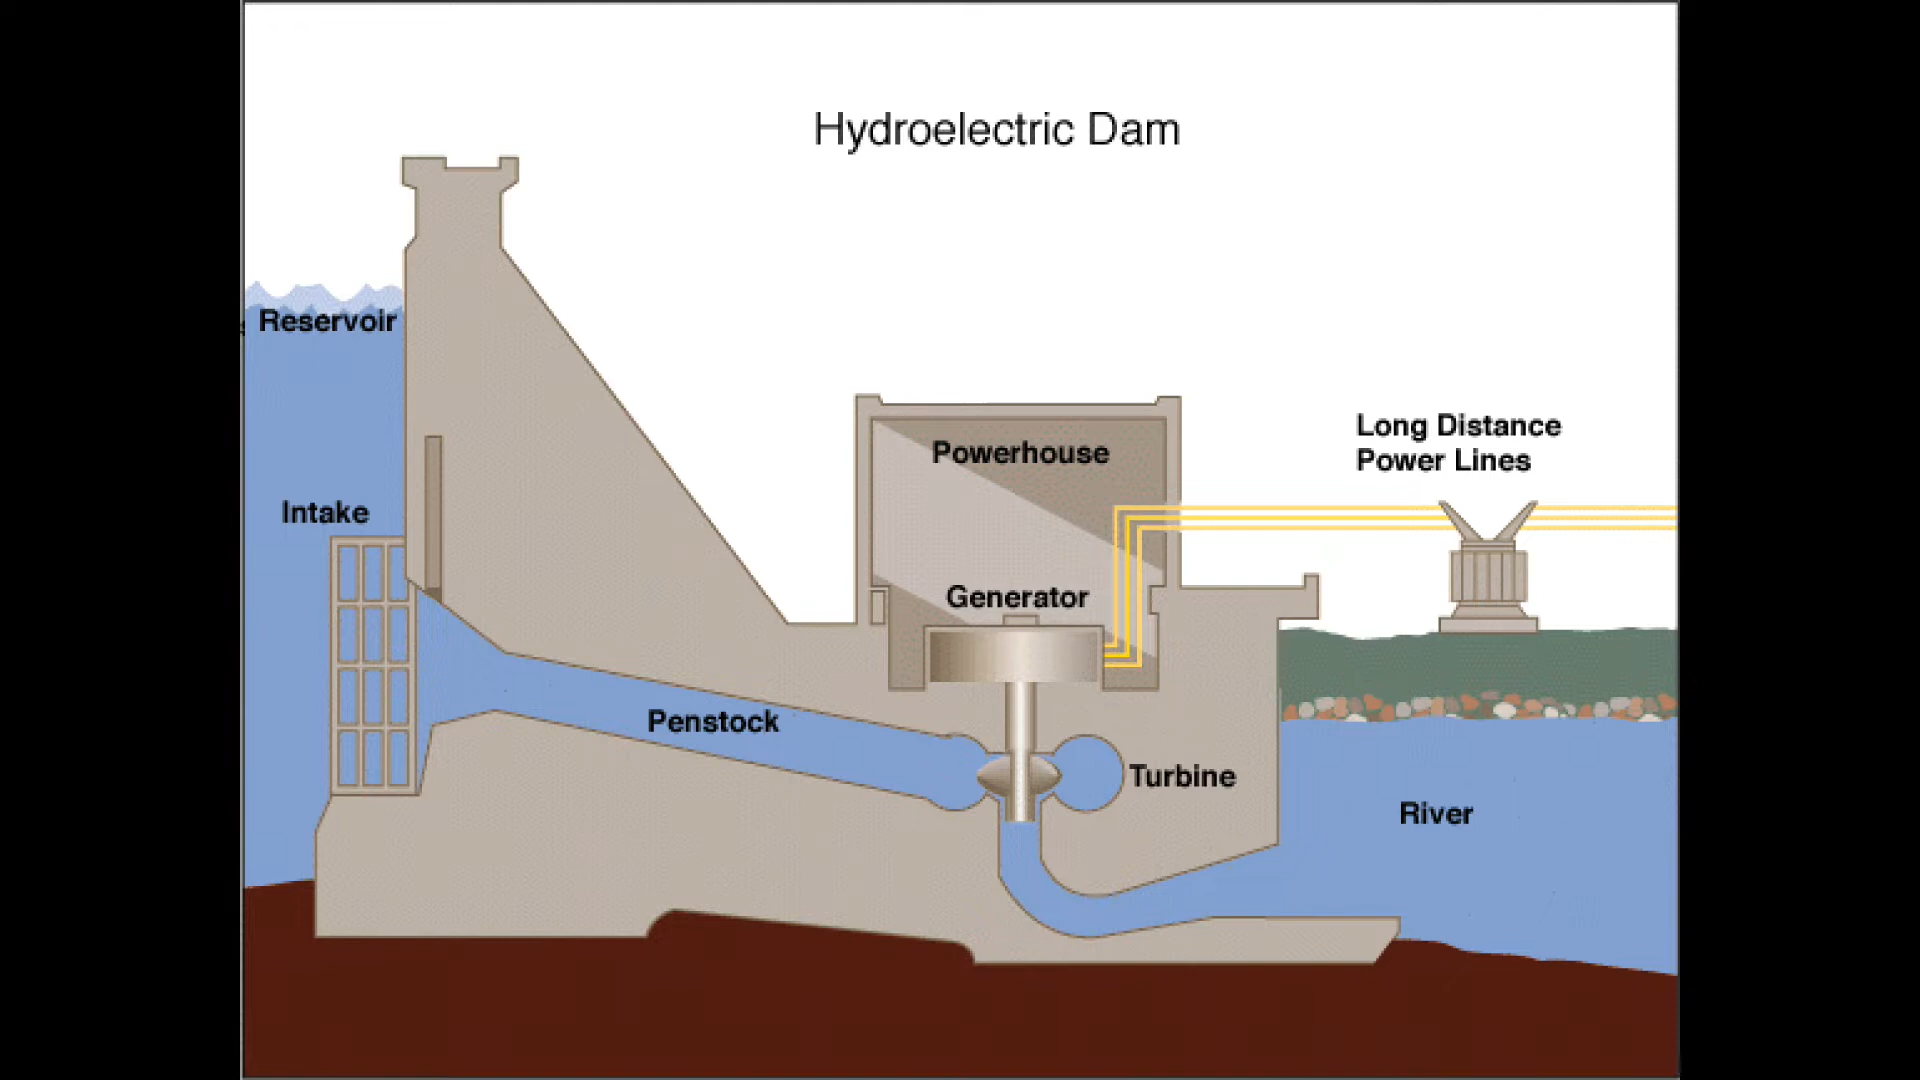 Hydroelectric Dam
Reservoir
Intake
Penstock
Powerhouse
Generator
Turbine
Long Distance
Power Lines
River